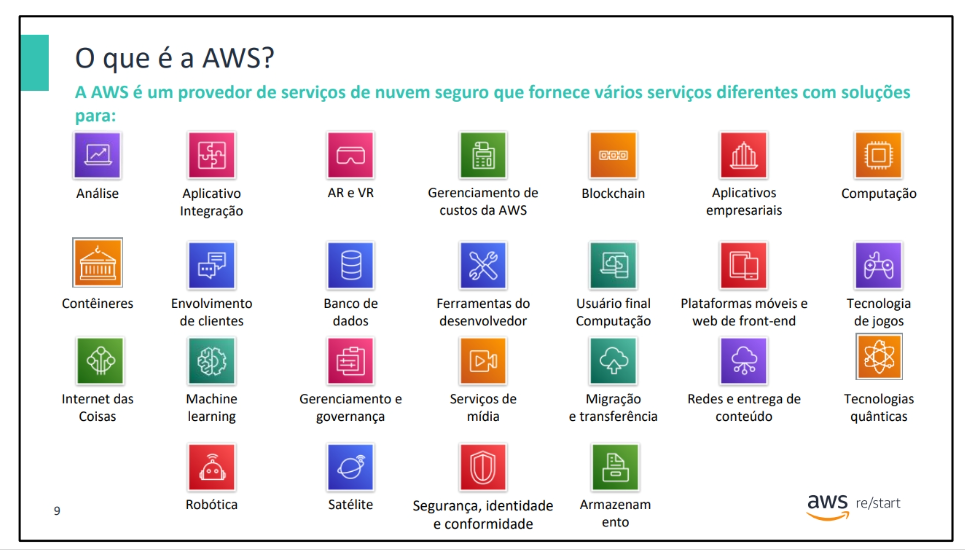 O que é a AWS?
A AWS é um provedor de serviços de nuvem seguro que fornece vários serviços diferentes com soluções
para:
Análise
Aplicativo
Integração
AR e VR
Gerenciamento de
custos da AWS
Blockchain
Aplicativos
empresariais
Computação
Contêineres
Envolvimento
de clientes
Banco de
dados
Ferramentas do
desenvolvedor
Usuário final
Computação
Plataformas móveis e
web de front-end
Tecnologia
de jogos
Internet das
Coisas
Machine
learning
Gerenciamento e
governança
Serviços de
mídia
Migração
e transferência
Redes e entrega de
conteúdo
Tecnologias
quânticas
Robótica
Satélite
Segurança, identidade
e conformidade
Armazenam
ento
9
aws re/start